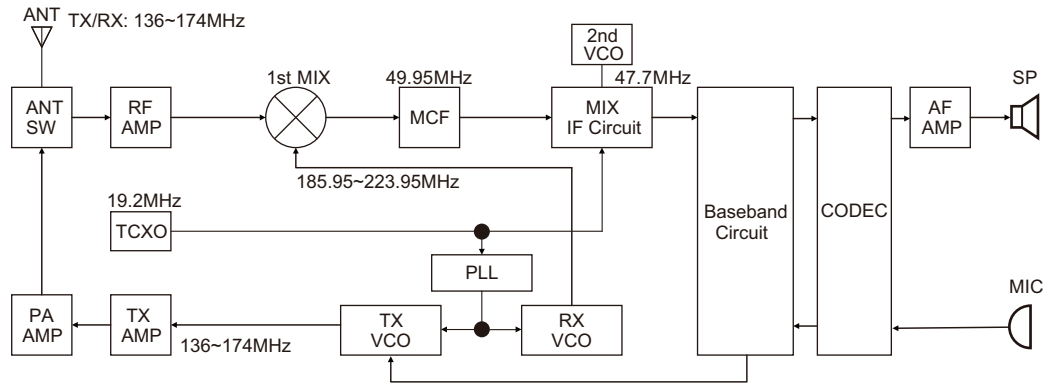 ANT
TX/RX: 136~174MHz
2nd
VCO
1st MIX
49.95MHz
47.7MHz
SP
ANT
SW
RF
AMP
MCF
MIX
IF Circuit
AF
AMP
185.95~223.95MHz
19.2MHz
TCXO
Baseband
Circuit
CODEC
PLL
MIC
PA
AMP
TX
AMP
TX
VCO
RX
VCO
136~174MHz